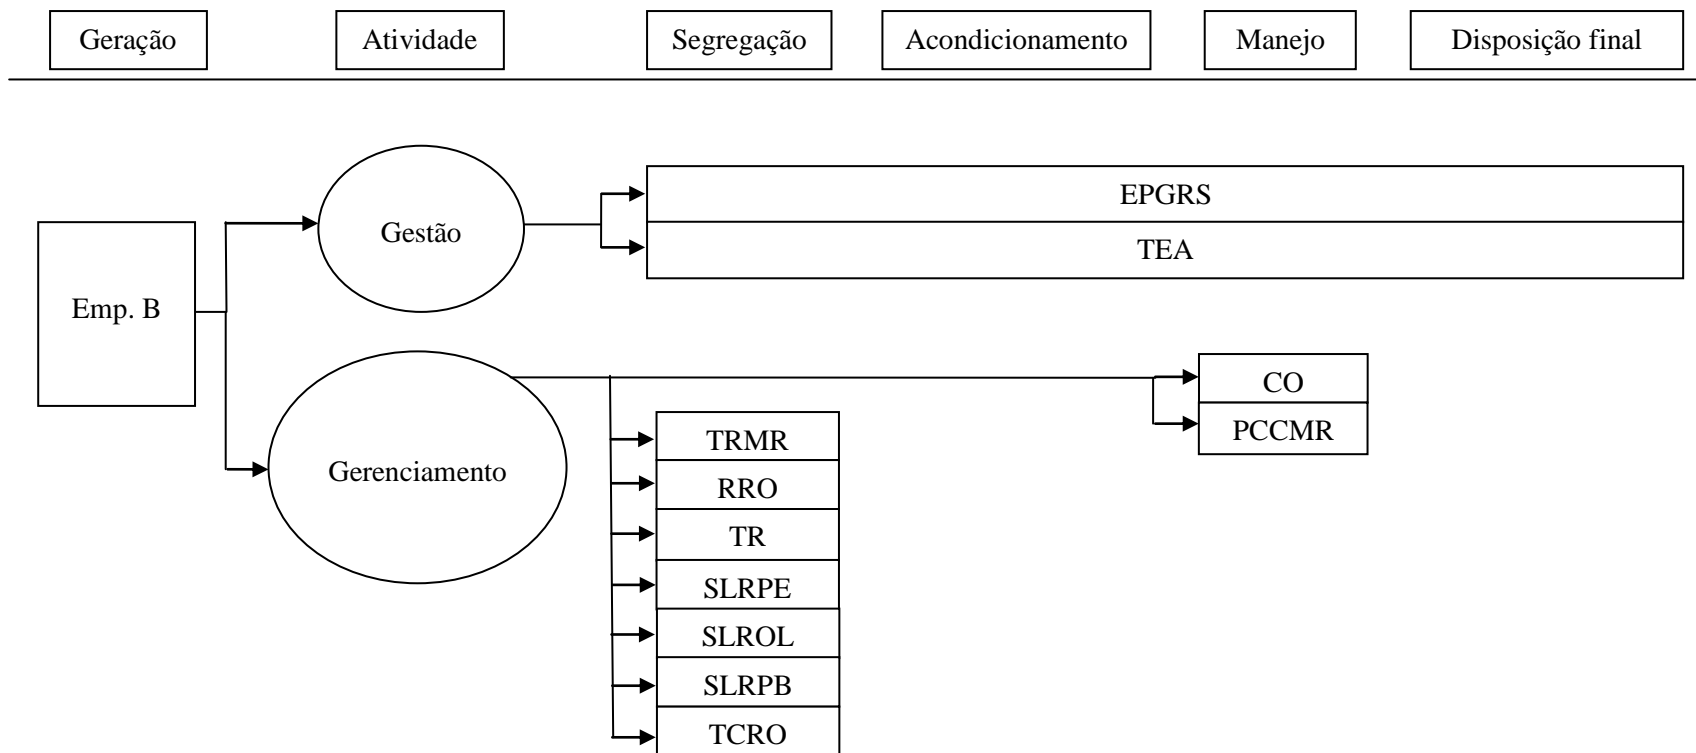 Geração
Atividade
Segregação
Acondicionamento
Manejo
Disposição final
EPGRS
Gestão
TEA
Emp. B
CO
PCCMR
TRMR
Gerenciamento
RRO
TR
SLRPE
SLROL
SLRPB
TCRO